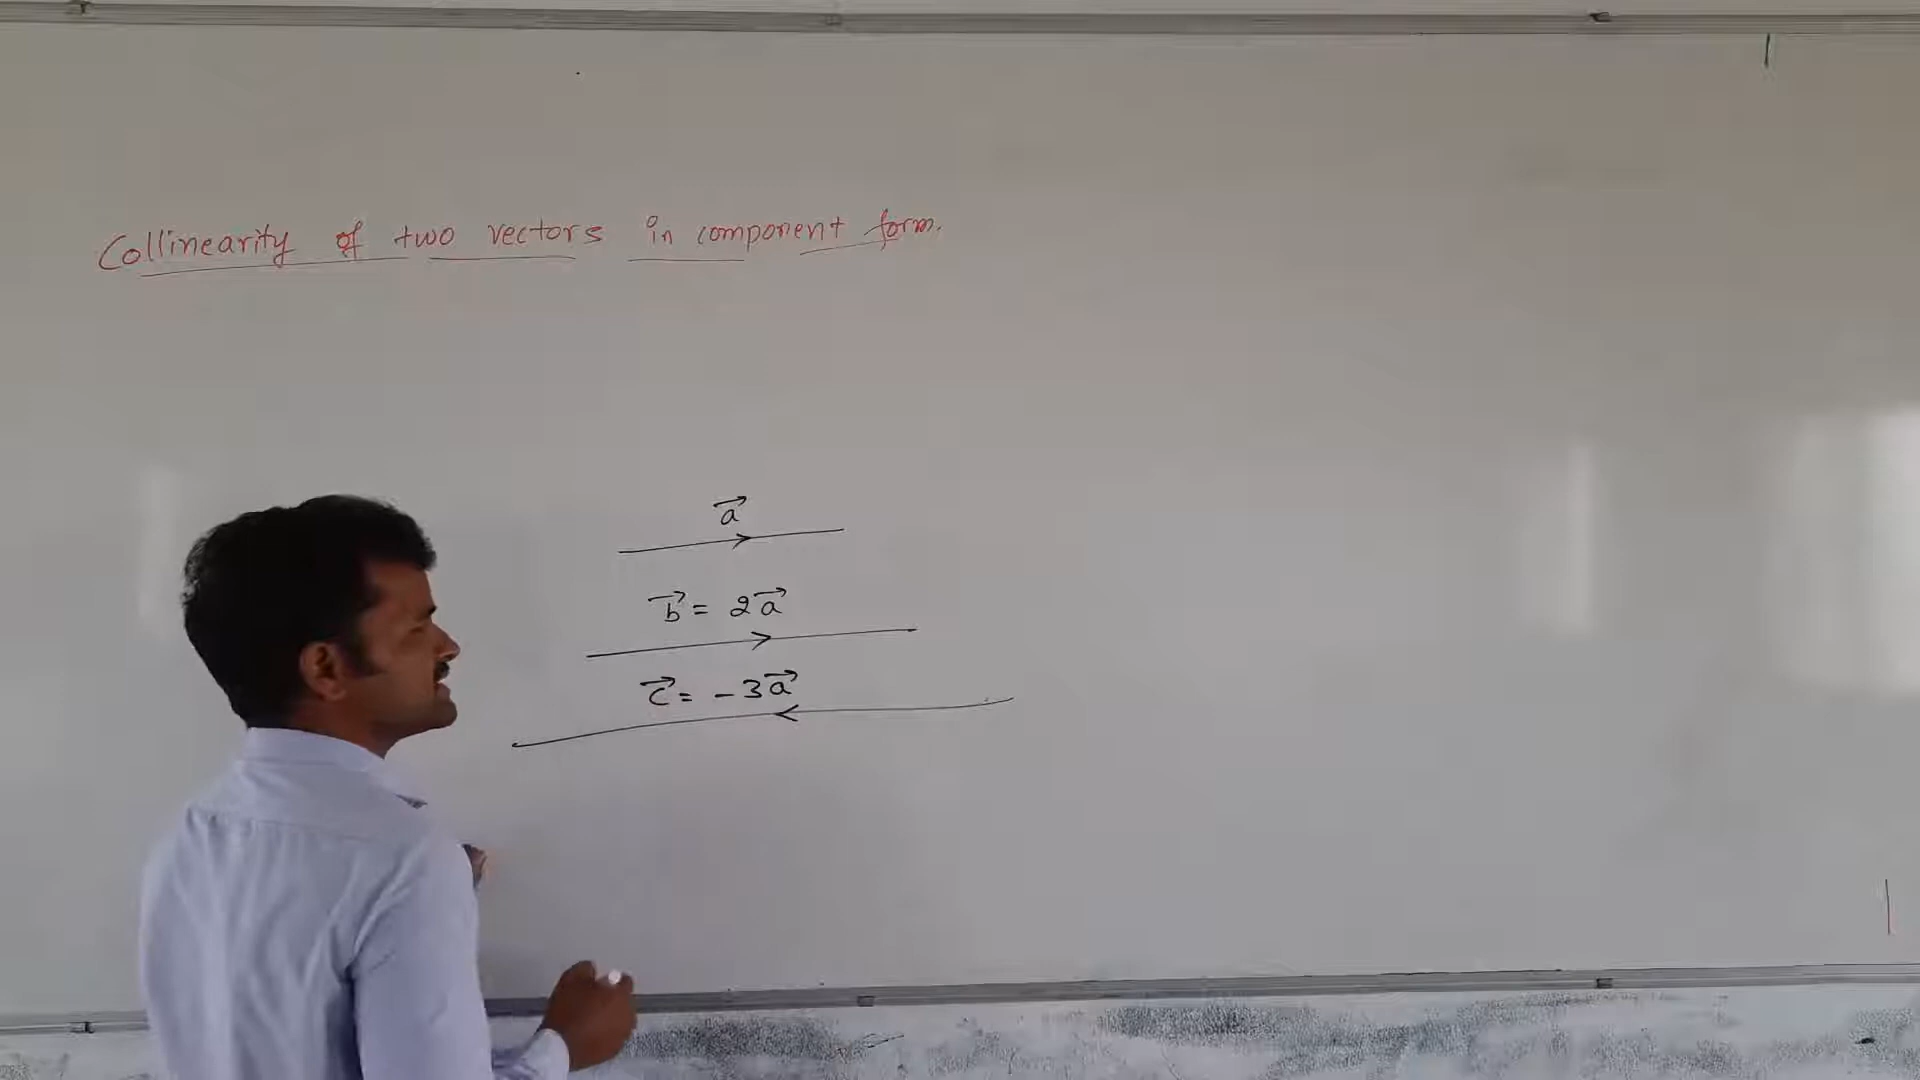 Collinearity of two vectors in component form.
a⃗
b⃗ = 2a⃗
c⃗ = -3a⃗